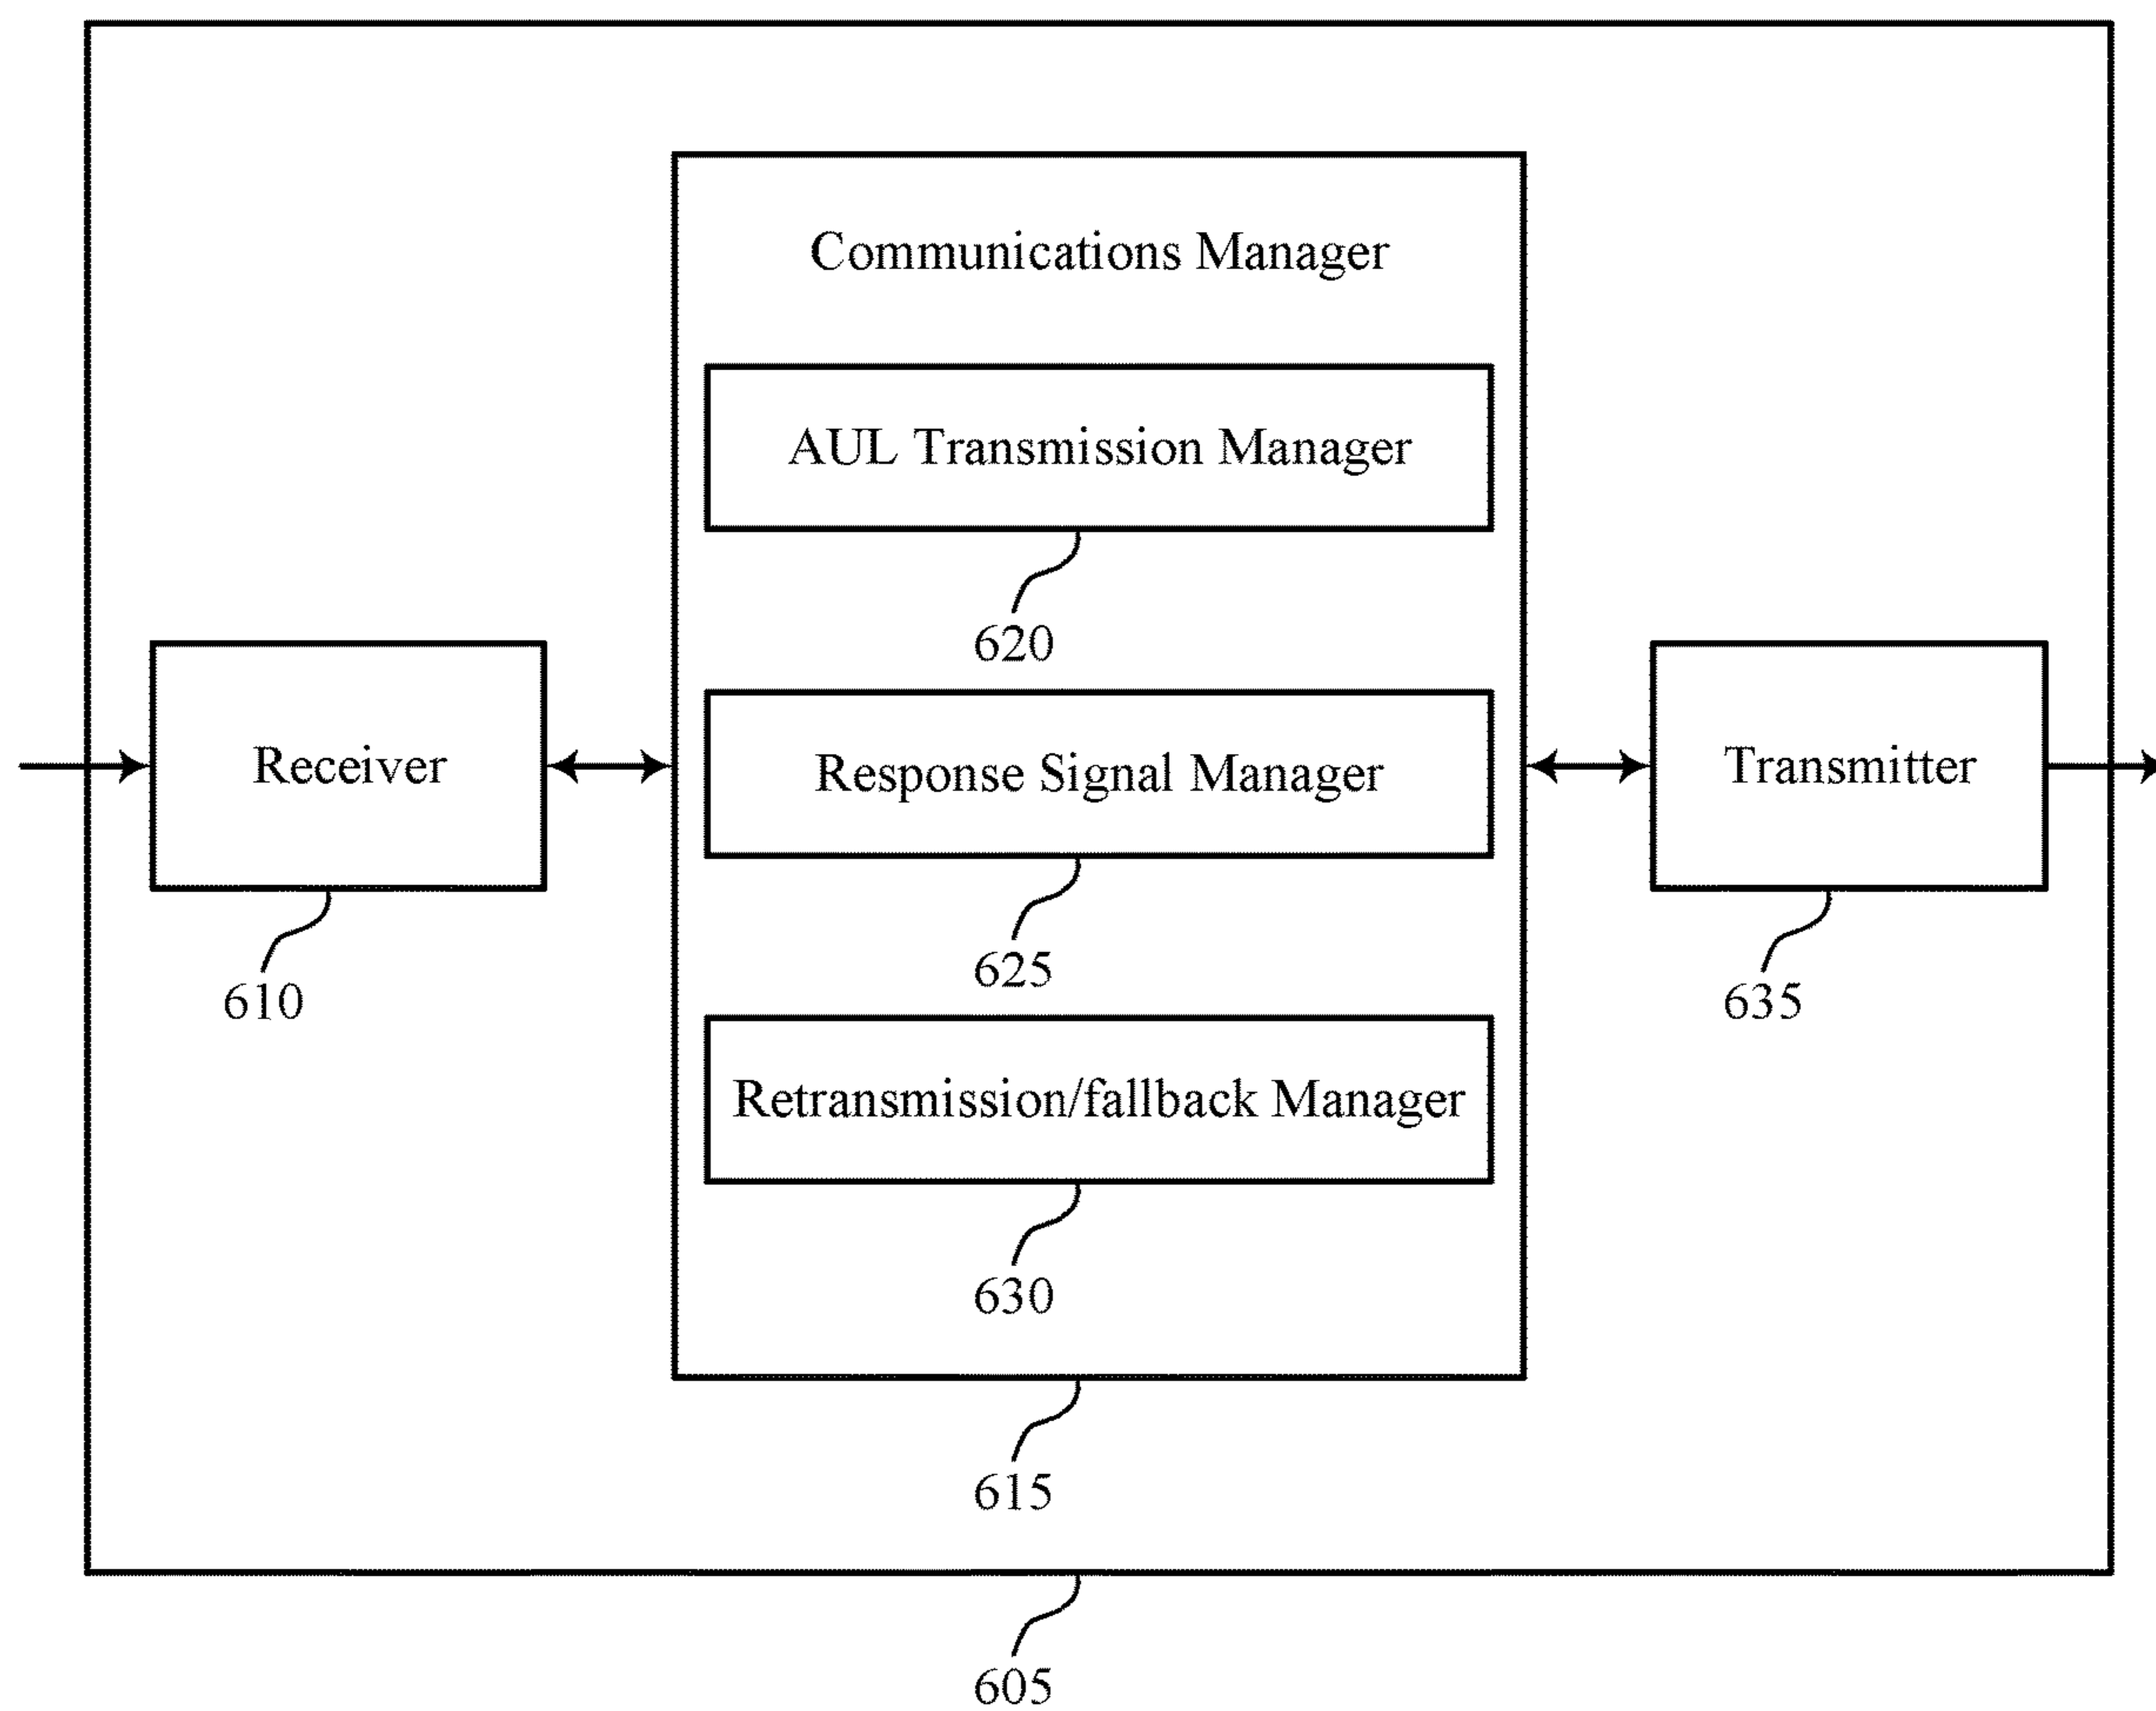 Communications Manager
AUL Transmission Manager
620
Receiver
Response Signal Manager
Transmitter
610
625
635
Retransmission/fallback Manager
630
615
605